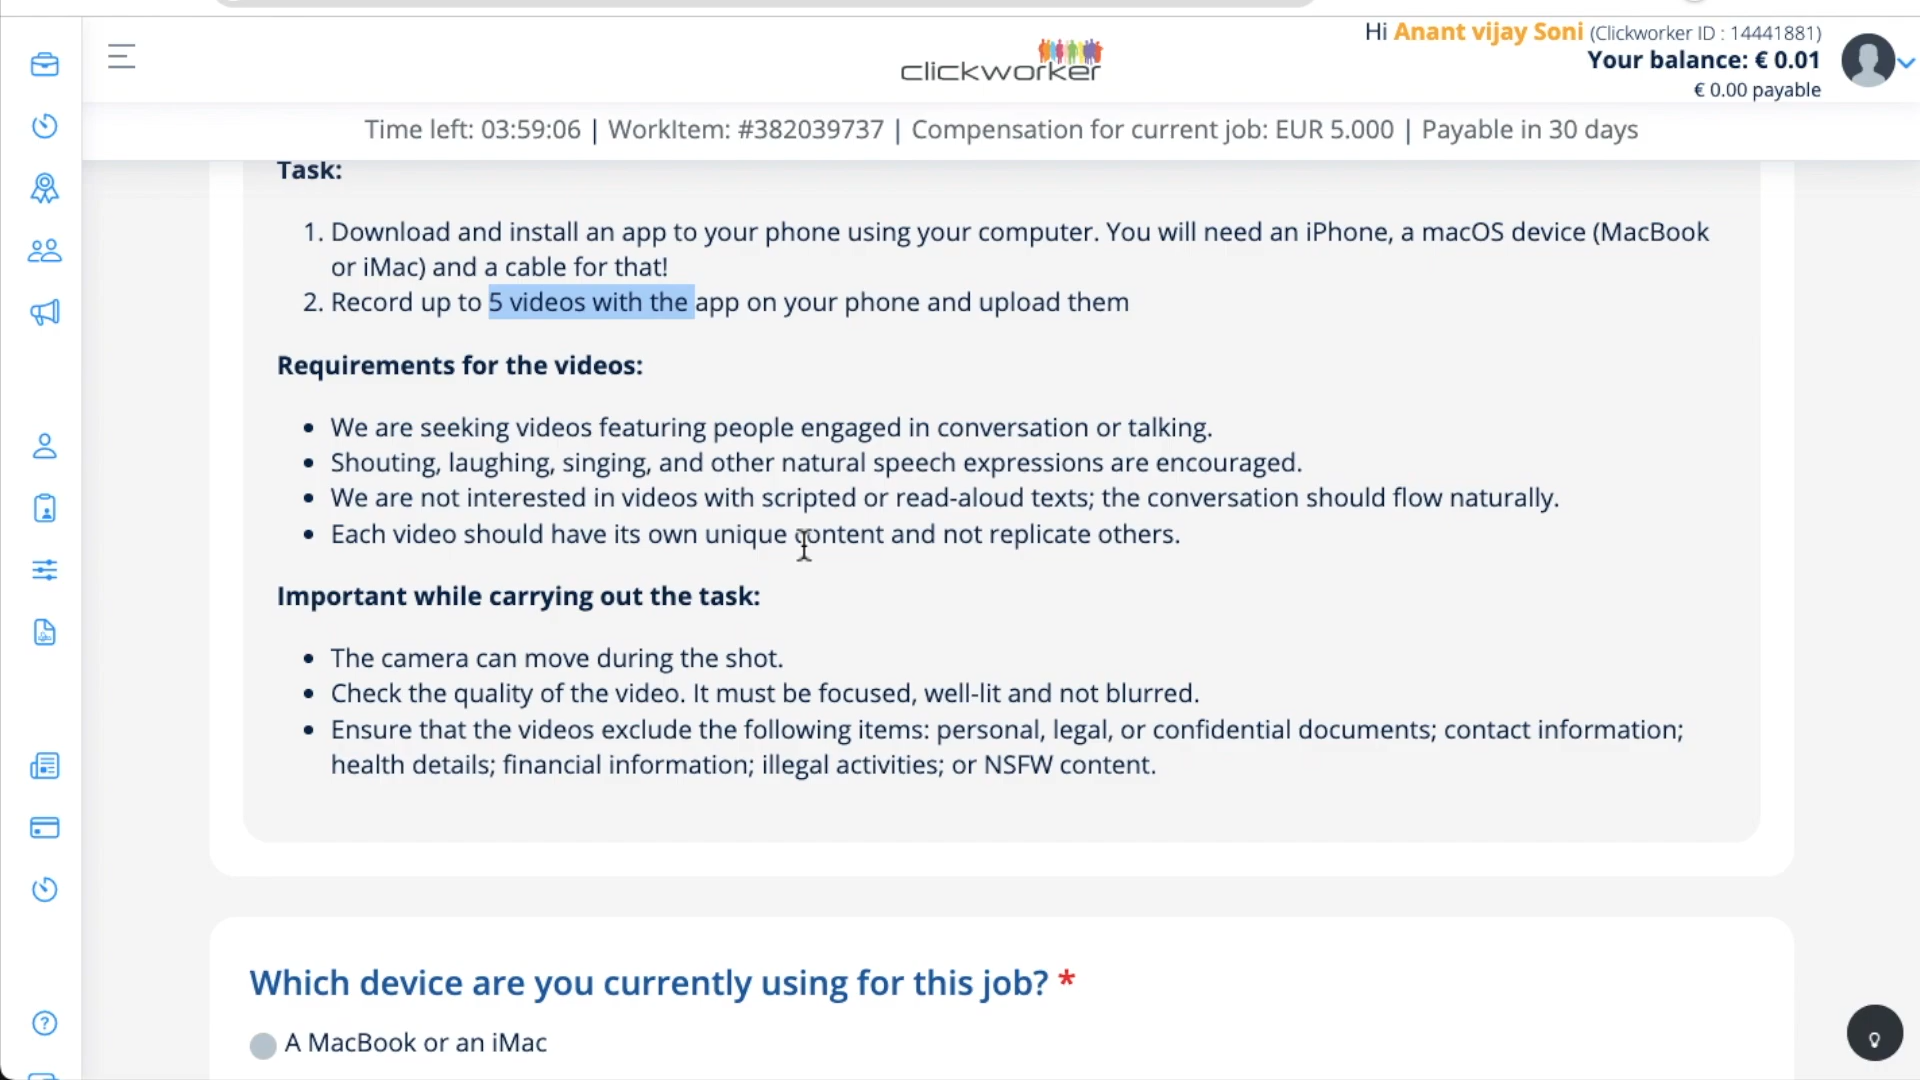 Hi Anant vijay Soni (Clickworker ID : 14441881)
clickworker
Your balance: € 0.01
€ 0.00 payable
Time left: 03:59:06 | WorkItem: #382039737 | Compensation for current job: EUR 5.000 | Payable in 30 days
Task:
1. Download and install an app to your phone using your computer. You will need an iPhone, a macOS device (MacBook
or iMac) and a cable for that!
2. Record up to 5 videos with the app on your phone and upload them
Requirements for the videos:
• We are seeking videos featuring people engaged in conversation or talking.
• Shouting, laughing, singing, and other natural speech expressions are encouraged.
• We are not interested in videos with scripted or read-aloud texts; the conversation should flow naturally.
• Each video should have its own unique content and not replicate others.
Important while carrying out the task:
• The camera can move during the shot.
• Check the quality of the video. It must be focused, well-lit and not blurred.
• Ensure that the videos exclude the following items: personal, legal, or confidential documents; contact information;
health details; financial information; illegal activities; or NSFW content.
Which device are you currently using for this job? *
A MacBook or an iMac